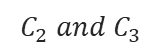 C₂ and C₃